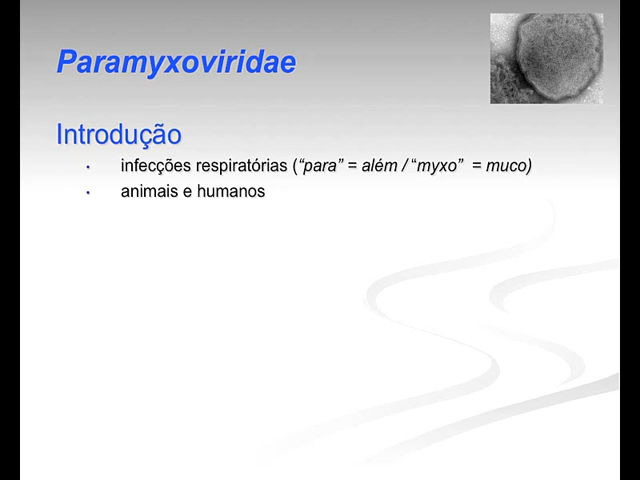 Paramyxoviridae
Introdução
• infecções respiratórias (“para” = além / “myxo” = muco)
• animais e humanos